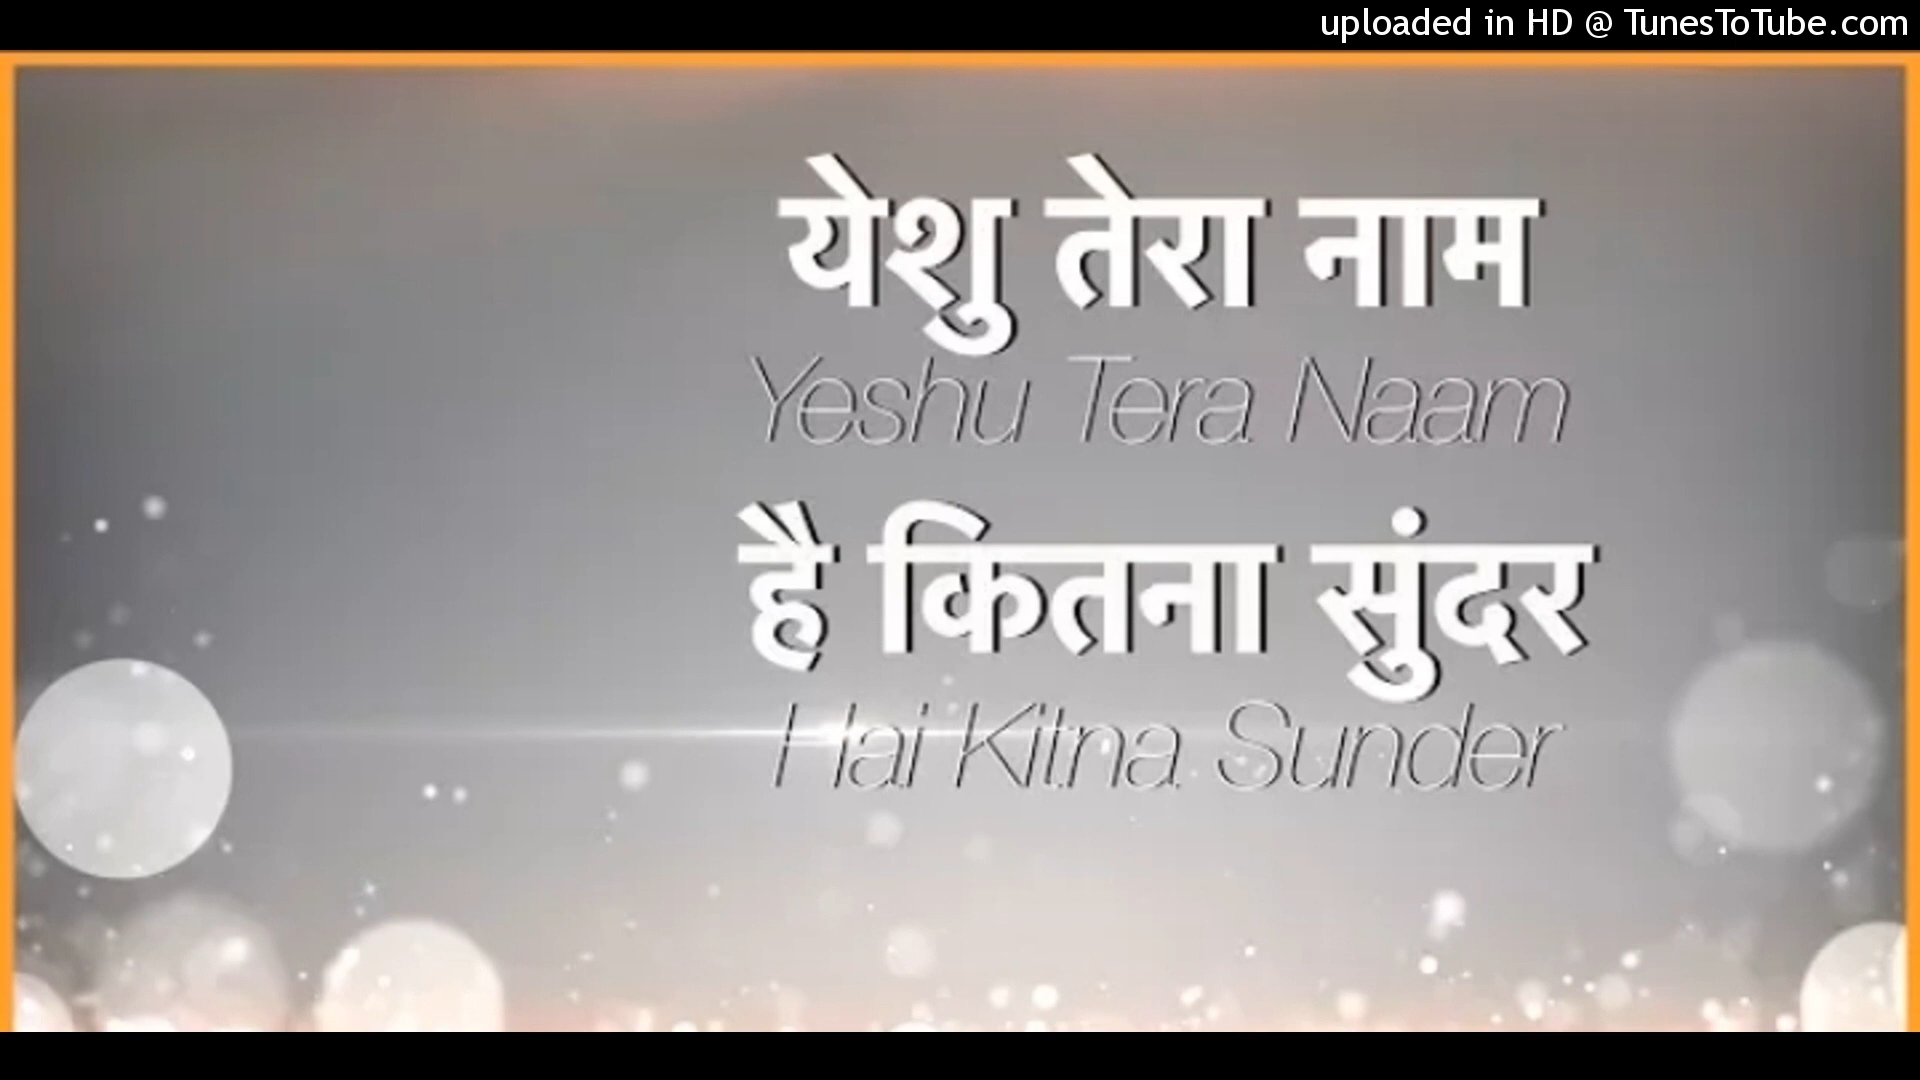 uploaded in HD @ TunesToTube.com
येशु तेरा नाम
Yeshu Tera Naam
है कितना सुंदर
Hai Kitna Sunder